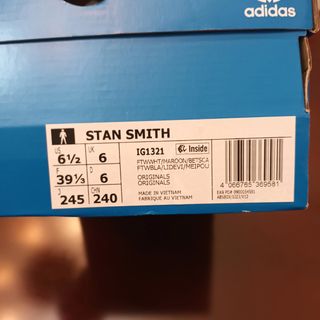 adidas
STAN SMITH
US 6½ UK 6
F 39⅓ D 6
J 245 CHN 240
IG1321 Inside
FTWWHT/MAROON/BETSCA
FTWBLA/LIDEVI/MEIPOU
ORIGINALS
ORIGINALS
MADE IN VIETNAM
FABRIQUE AU VIETNAM
4 066765 369581